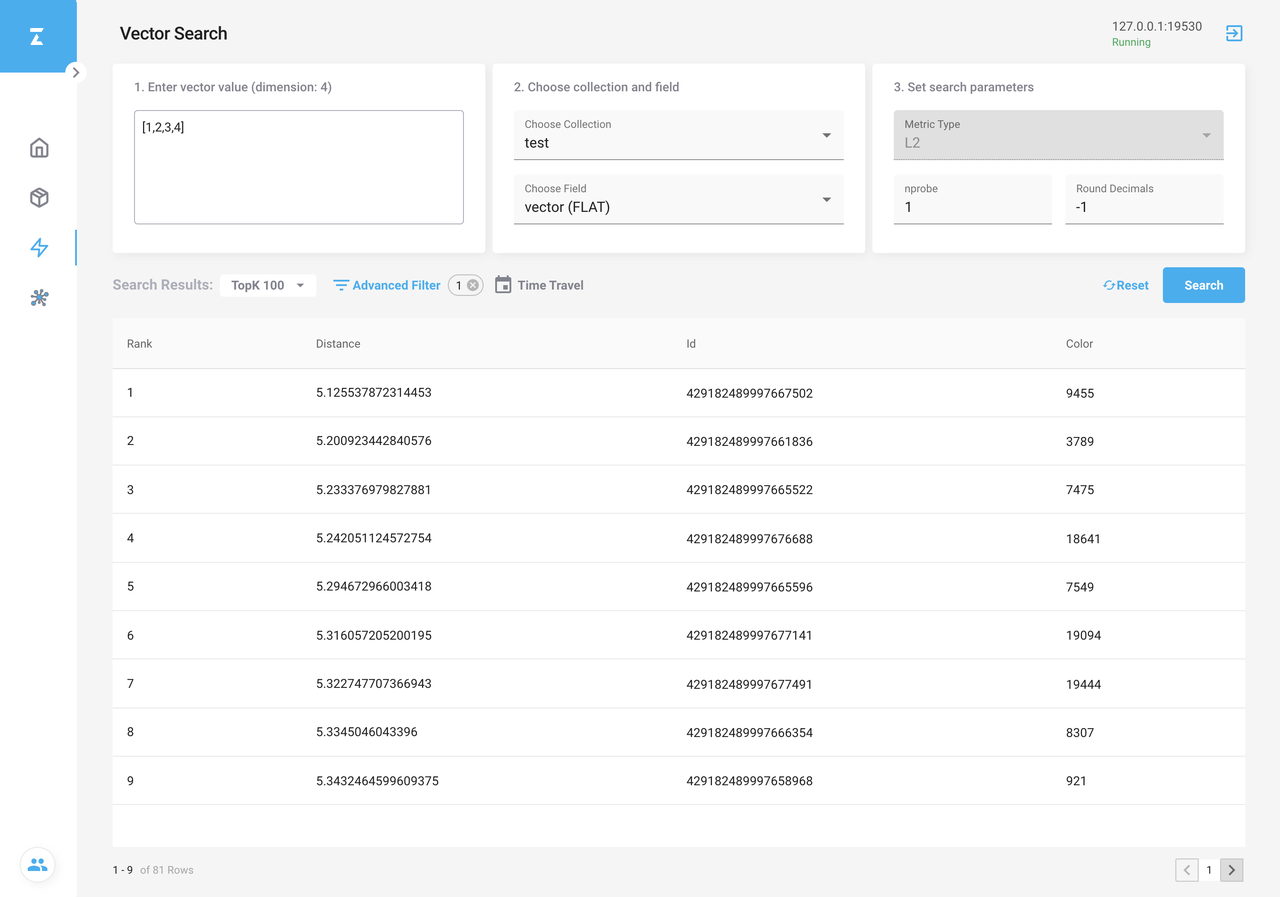 Vector Search
127.0.0.1:19530
Running
1. Enter vector value (dimension: 4)
[1,2,3,4]
2. Choose collection and field
Choose Collection
test
Choose Field
vector (FLAT)
3. Set search parameters
Metric Type
L2
nprobe
1
Round Decimals
-1
Search Results: TopK 100 Advanced Filter 1 Time Travel Reset Search
Rank Distance Id Color
1 5.125537872314453 429182489997667502 9455
2 5.200923442840576 429182489997661836 3789
3 5.233376979827881 429182489997665522 7475
4 5.242051124572754 429182489997676688 18641
5 5.294672966003418 429182489997665596 7549
6 5.316057205200195 429182489997677141 19094
7 5.322747707366943 429182489997677491 19444
8 5.3345046043396 429182489997666354 8307
9 5.3432464599609375 429182489997658968 921
1 - 9 of 81 Rows 1